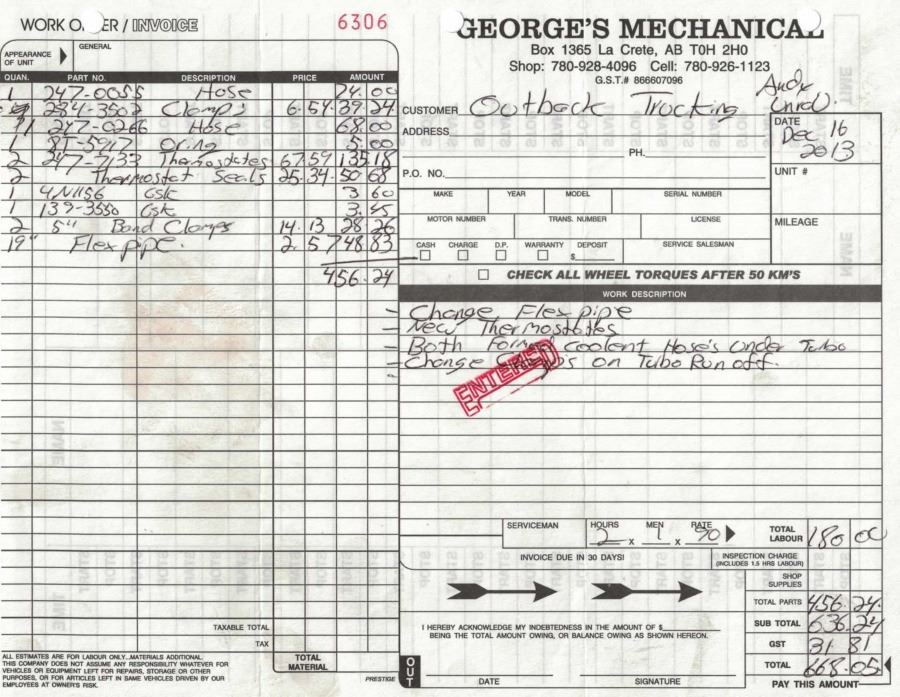 WORK ORDER / INVOICE
6306
GEORGE'S MECHANICAL
Box 1365 La Crete, AB T0H 2H0
Shop: 780-928-4096 Cell: 780-926-1123
G.S.T.# 866607096
APPEARANCE OF UNIT
GENERAL
QUAN. PART NO. DESCRIPTION PRICE AMOUNT
1 247-0055 Hose 74.00
234-3502 Clamps 6.54 39.24
1 247-0266 Hose 68.00
1 8T-5917 O ring 5.00
2 247-7133 Thermostates 67.59 135.18
2 Thermostat Seals 25.34 50 68
1 4N1156 Gsk 3 60
1 139-3550 Gsk 3.45
2 5" Band Clamps 14.13 28 26
19" Flex pipe. 2.57 48.83
456.24
CUSTOMER Outback Trucking
ADDRESS
PH.
P.O. NO.
DATE Dec 16 2013
UNIT #
MAKE YEAR MODEL SERIAL NUMBER
MOTOR NUMBER TRANS. NUMBER LICENSE
MILEAGE
CASH CHARGE D.P. WARRANTY DEPOSIT $ SERVICE SALESMAN
CHECK ALL WHEEL TORQUES AFTER 50 KM'S
WORK DESCRIPTION
- Change Flex pipe
- New Thermostates
- Both Formed Coolent Hose's Under Turbo
- Change Clamps on Turbo Run off.
ENTERED
SERVICEMAN HOURS 2 x MEN 1 x RATE 90 TOTAL LABOUR 180 00
INVOICE DUE IN 30 DAYS!
INSPECTION CHARGE
(INCLUDES 1.5 HRS LABOUR)
SHOP SUPPLIES
TOTAL PARTS 456.24
I HEREBY ACKNOWLEDGE MY INDEBTEDNESS IN THE AMOUNT OF $
BEING THE TOTAL AMOUNT OWING, OR BALANCE OWING AS SHOWN HEREON.
SUB TOTAL 636.24
GST 31 81
TOTAL 668.05
PAY THIS AMOUNT
OUT
DATE SIGNATURE
TAXABLE TOTAL
TAX
TOTAL MATERIAL
ALL ESTIMATES ARE FOR LABOUR ONLY...MATERIALS ADDITIONAL.
THIS COMPANY DOES NOT ASSUME ANY RESPONSIBILITY WHATEVER FOR
VEHICLES OR EQUIPMENT LEFT FOR REPAIRS, STORAGE OR OTHER
PURPOSES, OR FOR ARTICLES LEFT IN SAME VEHICLES DRIVEN BY OUR
EMPLOYEES AT OWNER'S RISK.
PRESTIGE